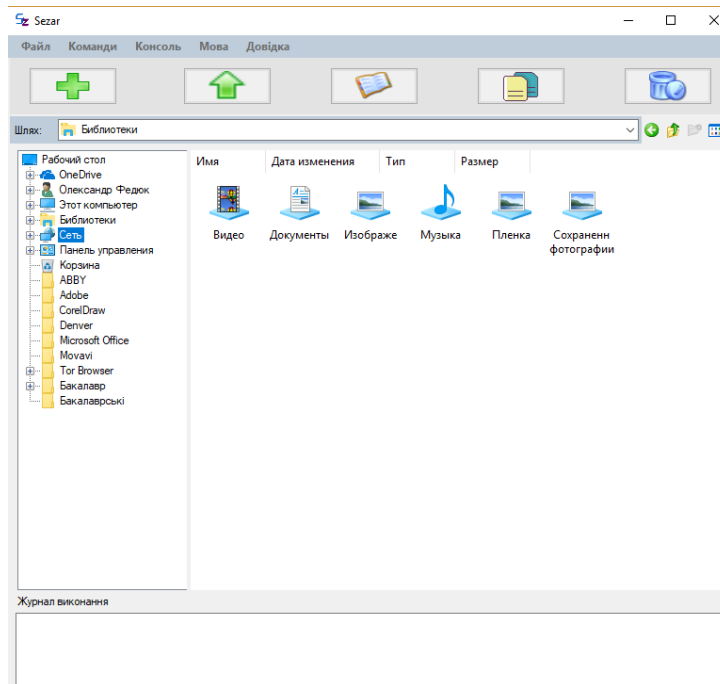 Sz Sezar
Файл Команди Консоль Мова Довідка
Шлях: Библиотеки
Рабочий стол
OneDrive
Олександр Федюк
Этот компьютер
Библиотеки
Сеть
Панель управления
Корзина
ABBY
Adobe
CorelDraw
Denver
Microsoft Office
Movavi
Tor Browser
Бакалавр
Бакалаврські
Имя Дата изменения Тип Размер
Видео Документы Изображе Музыка Пленка Сохраненн
фотографии
Журнал виконання